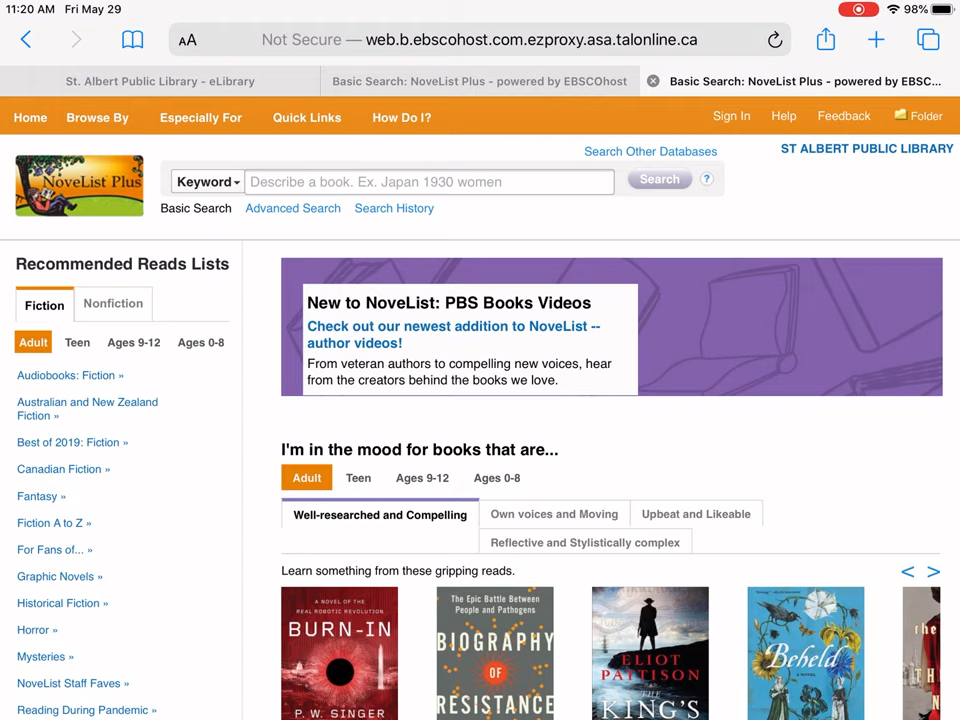 11:20 AM Fri May 29
98%
AA
Not Secure — web.b.ebscohost.com.ezproxy.asa.talonline.ca
St. Albert Public Library - eLibrary
Basic Search: NoveList Plus - powered by EBSCOhost
Basic Search: NoveList Plus - powered by EBSC...
Home Browse By Especially For Quick Links How Do I?
Sign In Help Feedback Folder
Search Other Databases
ST ALBERT PUBLIC LIBRARY
NoveList Plus
Keyword
Describe a book. Ex. Japan 1930 women
Search
?
Basic Search Advanced Search Search History
Recommended Reads Lists
Fiction Nonfiction
Adult Teen Ages 9-12 Ages 0-8
Audiobooks: Fiction »
Australian and New Zealand
Fiction »
Best of 2019: Fiction »
Canadian Fiction »
Fantasy »
Fiction A to Z »
For Fans of... »
Graphic Novels »
Historical Fiction »
Horror »
Mysteries »
NoveList Staff Faves »
Reading During Pandemic »
New to NoveList: PBS Books Videos
Check out our newest addition to NoveList --
author videos!
From veteran authors to compelling new voices, hear
from the creators behind the books we love.
I'm in the mood for books that are...
Adult Teen Ages 9-12 Ages 0-8
Well-researched and Compelling
Own voices and Moving
Upbeat and Likeable
Reflective and Stylistically complex
Learn something from these gripping reads.
< >
A NOVEL OF THE
REAL ROBOTIC REVOLUTION
BURN-IN
P. W. SINGER
The Epic Battle Between
People and Pathogens
BIOGRAPHY
OF
RESISTANCE
ELIOT
PATTISON
THE
KING'S
Beheld
A NOVEL
the